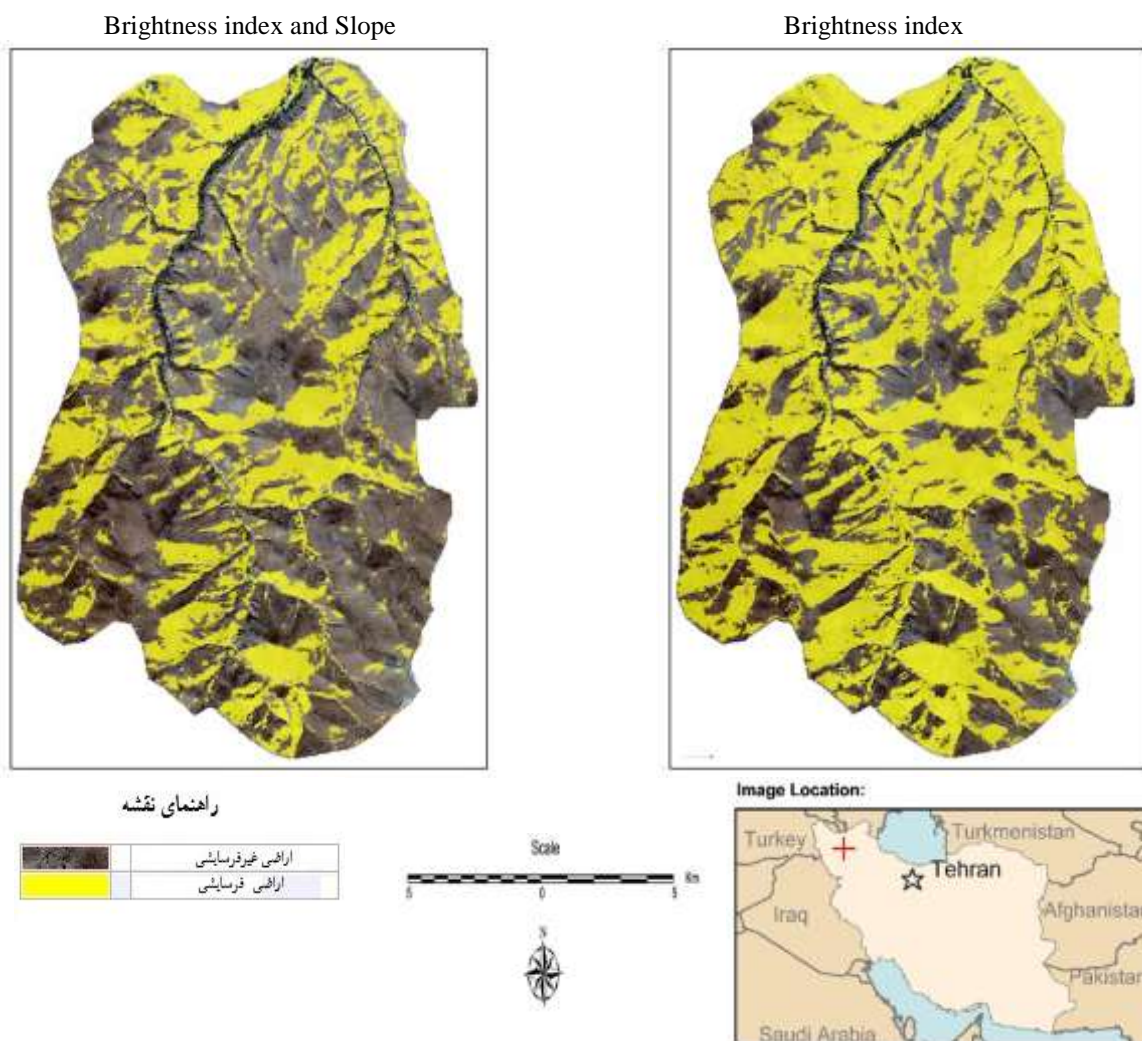 Brightness index and Slope
Brightness index
راهنمای نقشه
اراضی غیرفرسایشی
اراضی فرسایشی
Scale
5 0 5 Km
S
Image Location:
Turkey
Turkmenistan
Tehran
Iraq
Afghanistan
Pakistan
Saudi Arabia